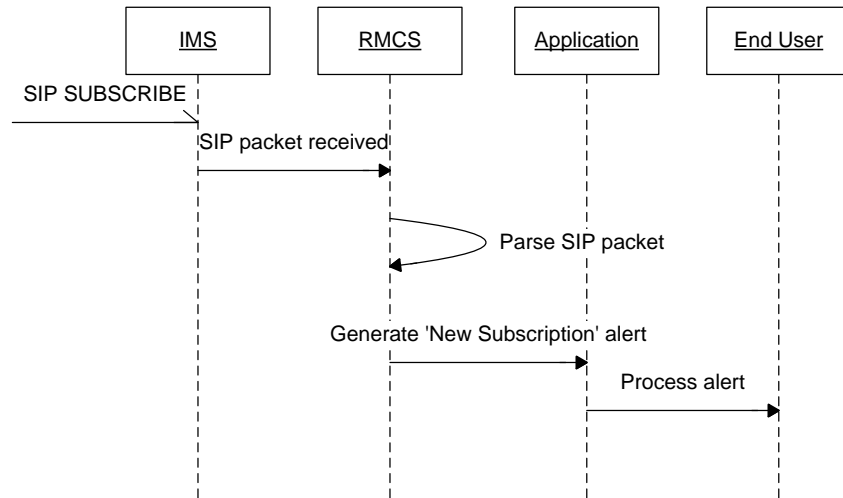 IMS
RMCS
Application
End User
SIP SUBSCRIBE
SIP packet received
Parse SIP packet
Generate 'New Subscription' alert
Process alert